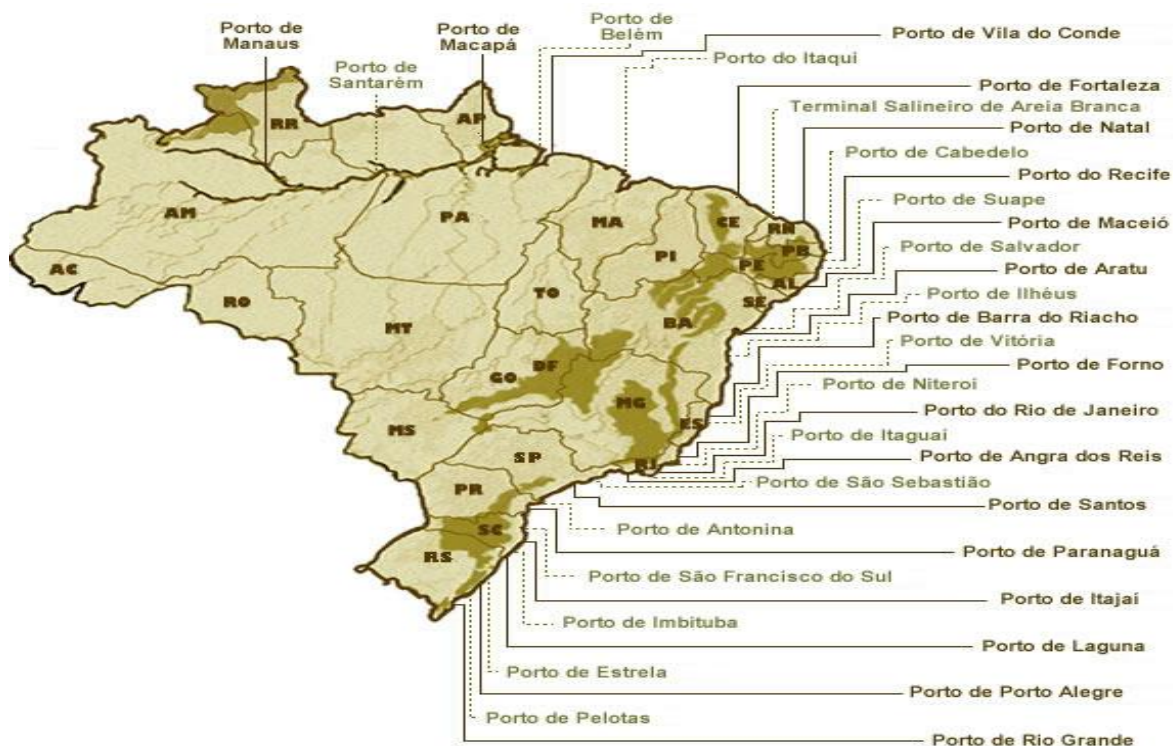 Porto de
Manaus
Porto de
Santarém
Porto de
Macapá
Porto de
Belém
Porto de Vila do Conde
Porto do Itaqui
Porto de Fortaleza
Terminal Salineiro de Areia Branca
Porto de Natal
Porto de Cabedelo
Porto do Recife
Porto de Suape
Porto de Maceió
Porto de Salvador
Porto de Aratu
Porto de Ilhéus
Porto de Barra do Riacho
Porto de Vitória
Porto de Forno
Porto de Niteroi
Porto do Rio de Janeiro
Porto de Itaguaí
Porto de Angra dos Reis
Porto de São Sebastião
Porto de Santos
Porto de Antonina
Porto de Paranaguá
Porto de São Francisco do Sul
Porto de Itajaí
Porto de Imbituba
Porto de Laguna
Porto de Estrela
Porto de Porto Alegre
Porto de Pelotas
Porto de Rio Grande
RR
AP
AM
PA
MA
CE
RN
PB
PI
PE
AL
AC
RO
TO
SE
BA
MT
DF
GO
MG
ES
MS
SP
RJ
PR
SC
RS